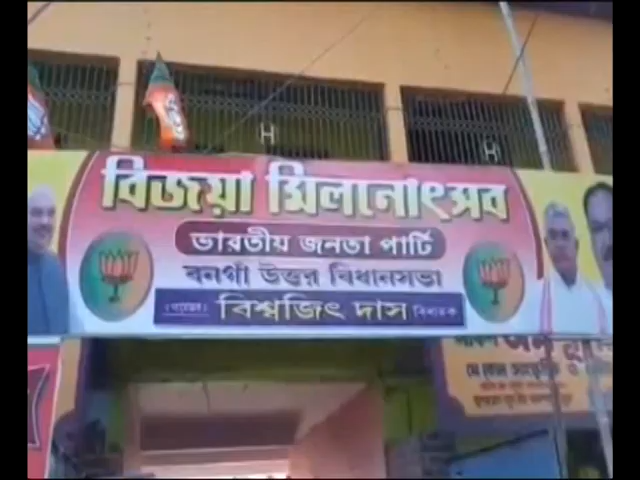 বিজয়া মিলনোৎসব
ভারতীয় জনতা পার্টি
বনগাঁ উত্তর বিধানসভা
বিশ্বজিৎ দাস বিধায়ক